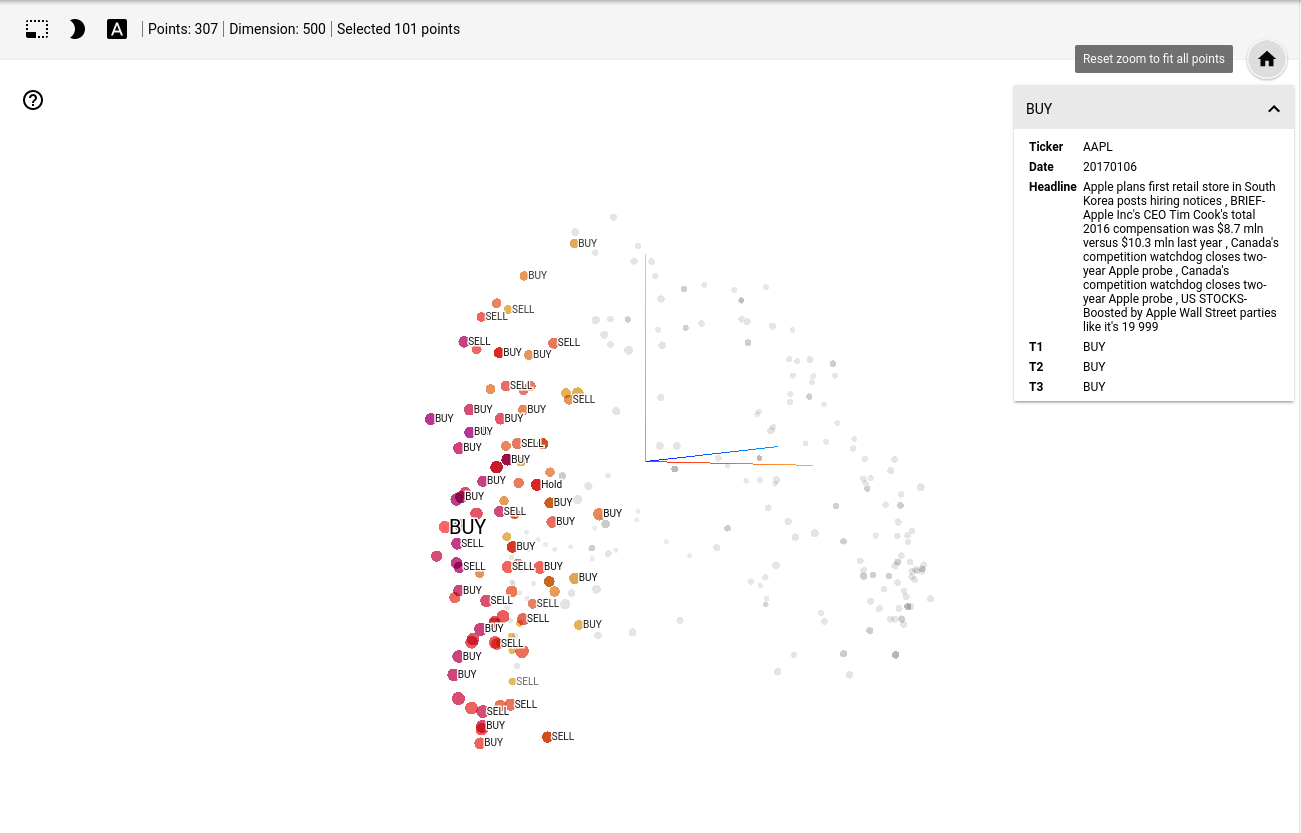 A
Points: 307 | Dimension: 500 | Selected 101 points
Reset zoom to fit all points
BUY
Ticker AAPL
Date 20170106
Headline Apple plans first retail store in South
Korea posts hiring notices , BRIEF-
Apple Inc's CEO Tim Cook's total
2016 compensation was $8.7 mln
versus $10.3 mln last year , Canada's
competition watchdog closes two-
year Apple probe , Canada's
competition watchdog closes two-
year Apple probe , US STOCKS-
Boosted by Apple Wall Street parties
like it's 19 999
T1 BUY
T2 BUY
T3 BUY
BUY
BUY
SELL
SELL
SELL
SELL
BUY
BUY
SELL
SELL
BUY
BUY
BUY
BUY
BUY
SELL
BUY
BUY
BUY
Hold
BUY
BUY
SELL
BUY
BUY
BUY
SELL
BUY
SELL
SELL
BUY
BUY
BUY
SELL
SELL
SELL
BUY
BUY
SELL
BUY
BUY
SELL
SELL
SELL
BUY
SELL
BUY